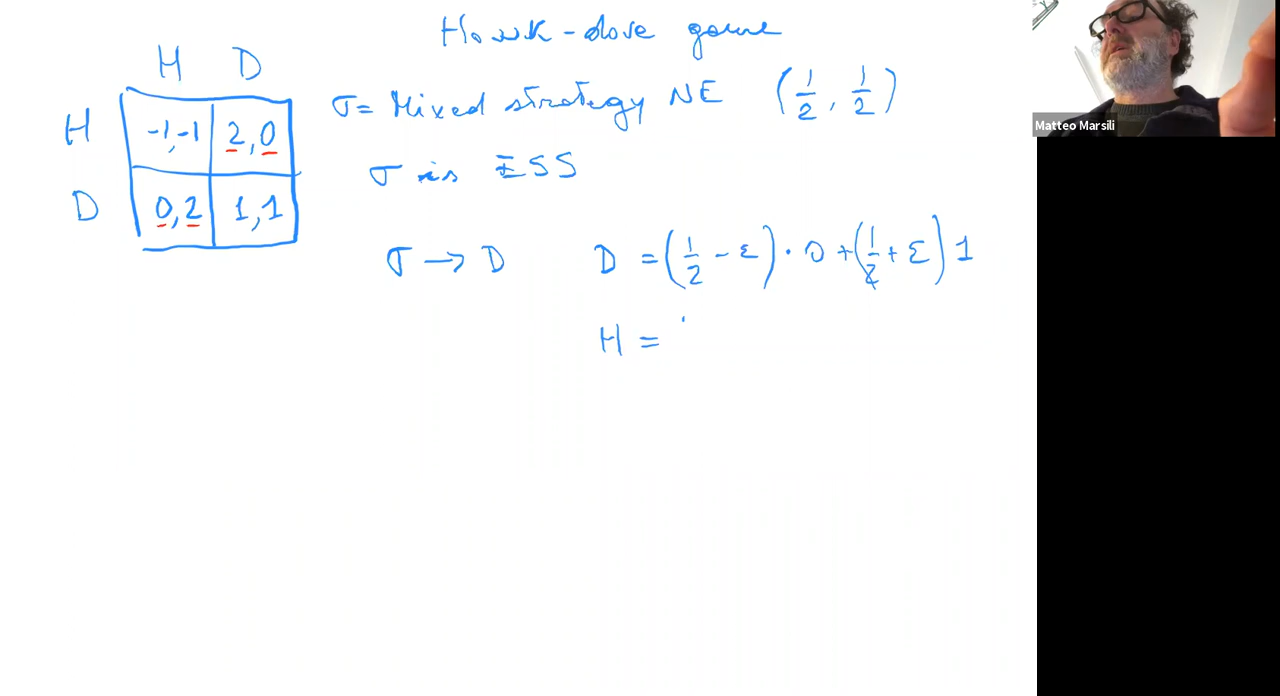 Hawk-dove game
H D
H -1,-1 2,0
D 0,2 1,1
σ= Mixed strategy NE (1/2, 1/2)
σ is ESS
σ → D D = (1/2 - ε) · 0 + (1/2 + ε) 1
H =
Matteo Marsili